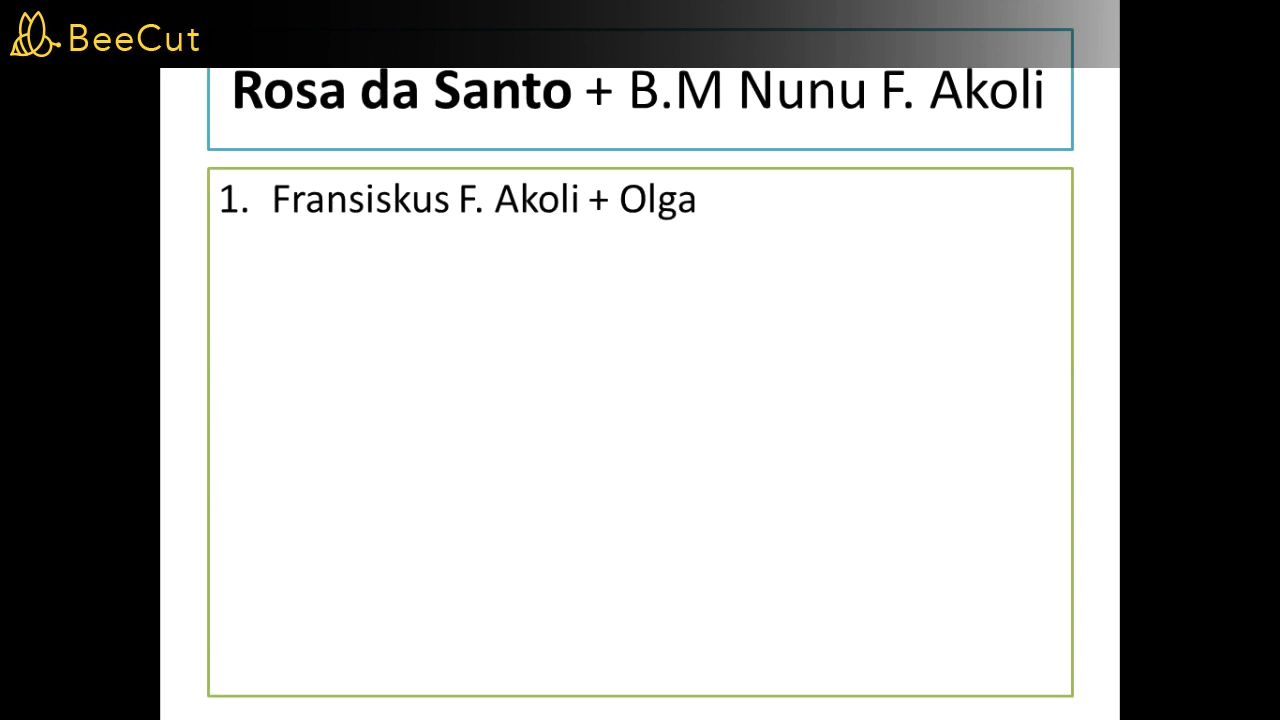 BeeCut
Rosa da Santo + B.M Nunu F. Akoli
1. Fransiskus F. Akoli + Olga